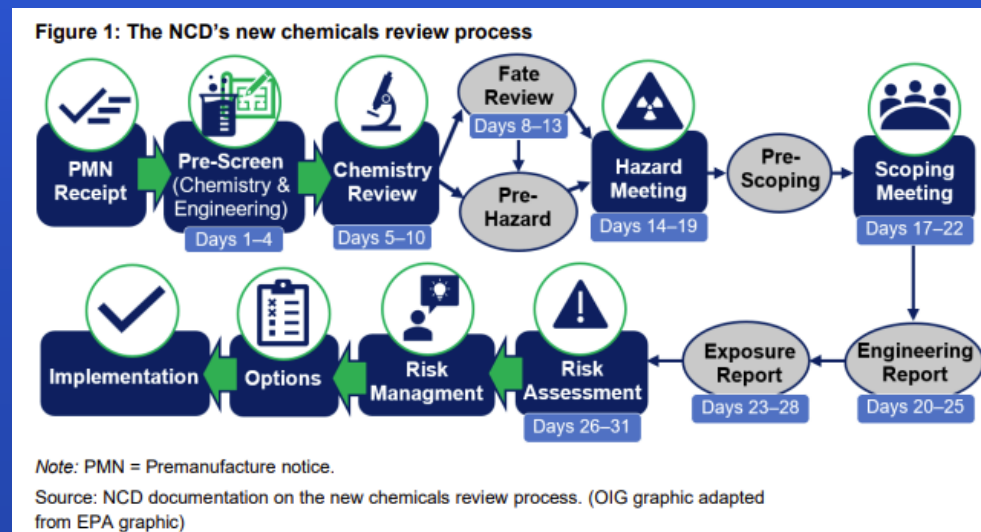 Figure 1: The NCD’s new chemicals review process
PMN
Receipt
Pre-Screen
(Chemistry &
Engineering)
Days 1–4
Chemistry
Review
Days 5–10
Fate
Review
Days 8–13
Pre-
Hazard
Hazard
Meeting
Days 14–19
Pre-
Scoping
Scoping
Meeting
Days 17–22
Implementation
Options
Risk
Managment
Risk
Assessment
Days 26–31
Exposure
Report
Days 23–28
Engineering
Report
Days 20–25
Note: PMN = Premanufacture notice.
Source: NCD documentation on the new chemicals review process. (OIG graphic adapted
from EPA graphic)